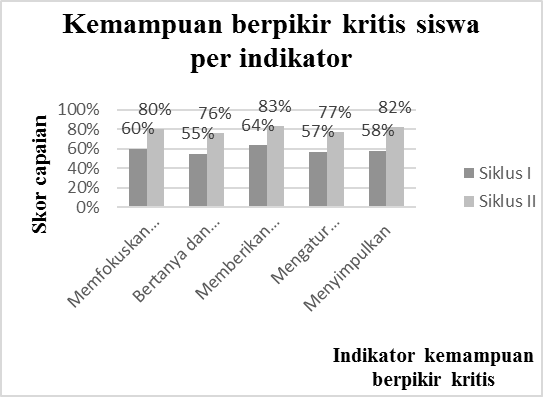 Kemampuan berpikir kritis siswa
per indikator
Skor capaian
100%
80%
60%
40%
20%
0%
60%
80%
55%
76%
64%
83%
57%
77%
58%
82%
Memfokuskan...
Bertanya dan...
Memberikan...
Mengatur...
Menyimpulkan
Siklus I
Siklus II
Indikator kemampuan
berpikir kritis